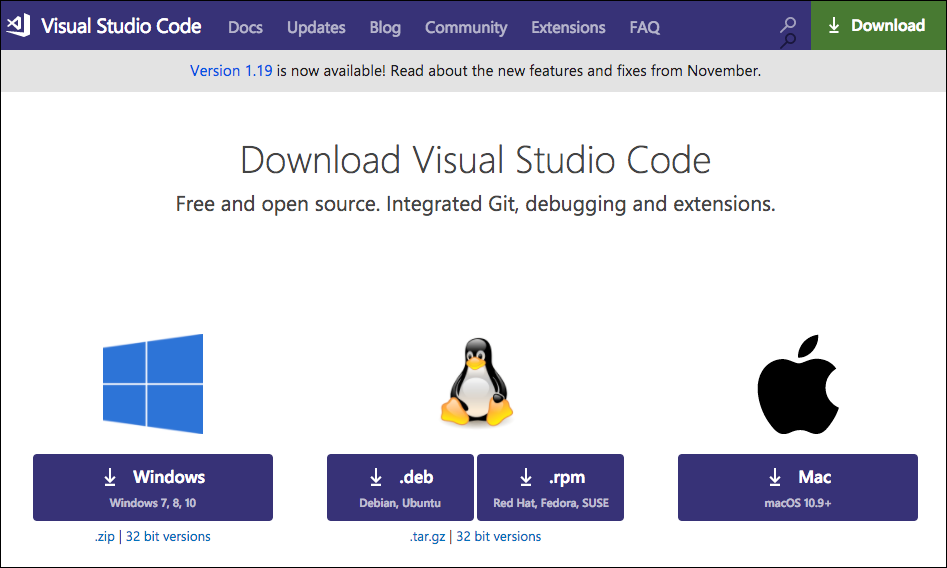 Visual Studio Code Docs Updates Blog Community Extensions FAQ Download
Version 1.19 is now available! Read about the new features and fixes from November.
Download Visual Studio Code
Free and open source. Integrated Git, debugging and extensions.
Windows
Windows 7, 8, 10
.zip | 32 bit versions
.deb
Debian, Ubuntu
.rpm
Red Hat, Fedora, SUSE
.tar.gz | 32 bit versions
Mac
macOS 10.9+